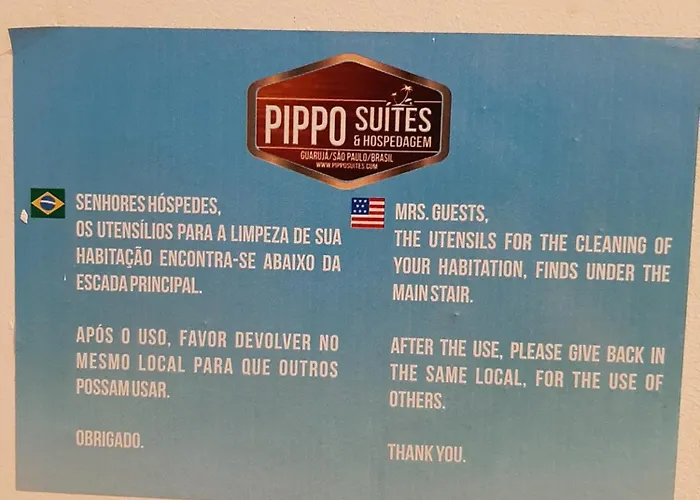 PIPPO SUÍTES
& HOSPEDAGEM
GUARUJÁ/SÃO PAULO/BRASIL
WWW.PIPPOSUITES.COM
SENHORES HÓSPEDES,
OS UTENSÍLIOS PARA A LIMPEZA DE SUA
HABITAÇÃO ENCONTRA-SE ABAIXO DA
ESCADA PRINCIPAL.
APÓS O USO, FAVOR DEVOLVER NO
MESMO LOCAL PARA QUE OUTROS
POSSAM USAR.
OBRIGADO.
MRS. GUESTS,
THE UTENSILS FOR THE CLEANING OF
YOUR HABITATION, FINDS UNDER THE
MAIN STAIR.
AFTER THE USE, PLEASE GIVE BACK IN
THE SAME LOCAL, FOR THE USE OF
OTHERS.
THANK YOU.